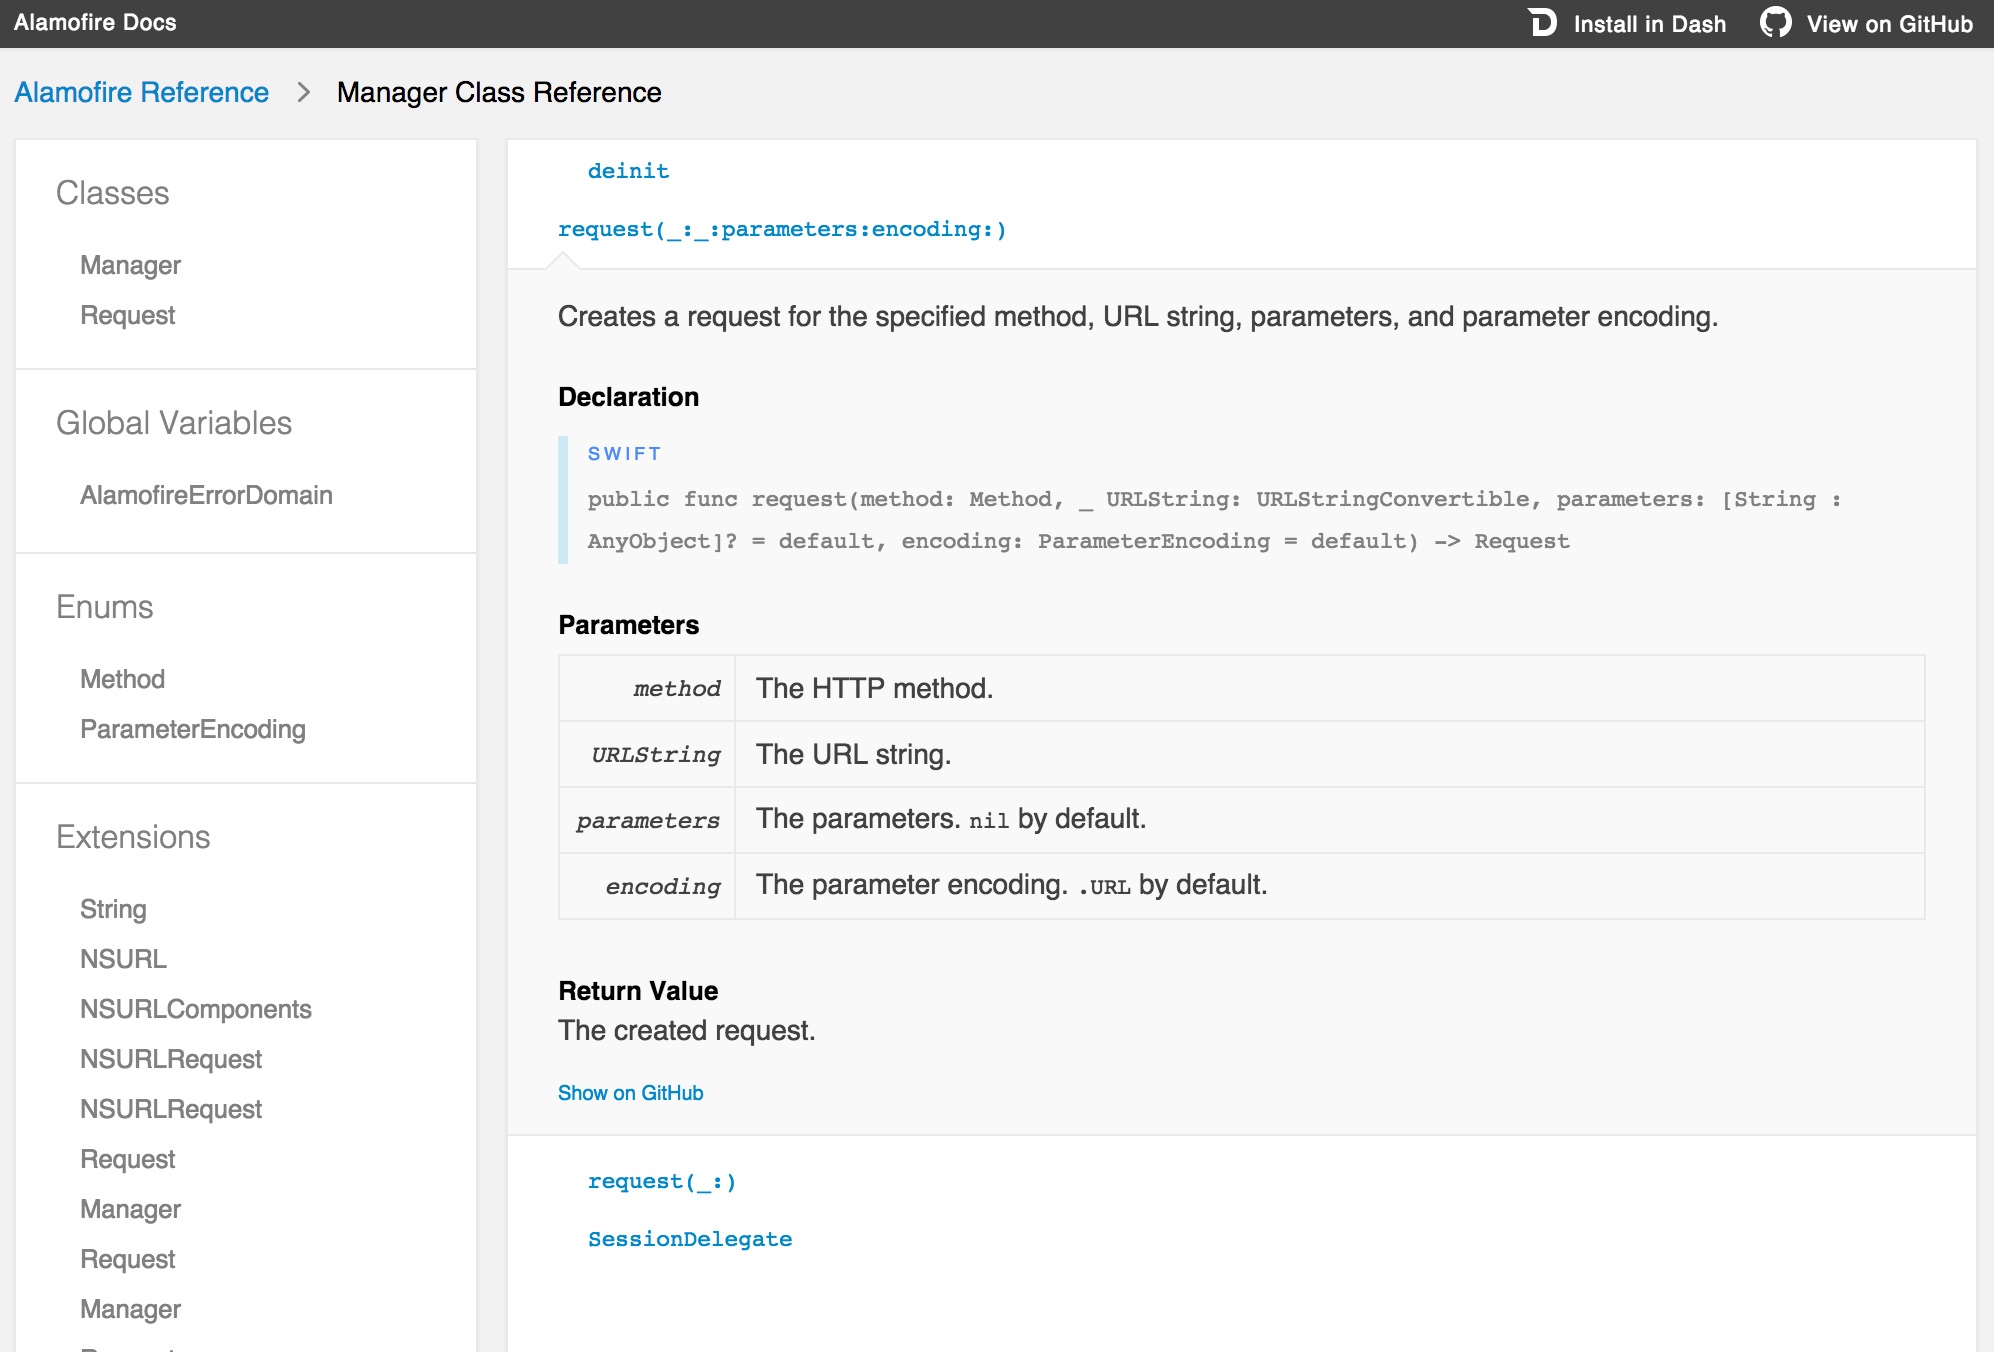 Alamofire Docs
Install in Dash
View on GitHub
Alamofire Reference > Manager Class Reference
Classes
Manager
Request
Global Variables
AlamofireErrorDomain
Enums
Method
ParameterEncoding
Extensions
String
NSURL
NSURLComponents
NSURLRequest
NSURLRequest
Request
Manager
Request
Manager
deinit
request(_:_:parameters:encoding:)
Creates a request for the specified method, URL string, parameters, and parameter encoding.
Declaration
SWIFT
public func request(method: Method, _ URLString: URLStringConvertible, parameters: [String :
AnyObject]? = default, encoding: ParameterEncoding = default) -> Request
Parameters
method The HTTP method.
URLString The URL string.
parameters The parameters. nil by default.
encoding The parameter encoding. .URL by default.
Return Value
The created request.
Show on GitHub
request(_:)
SessionDelegate